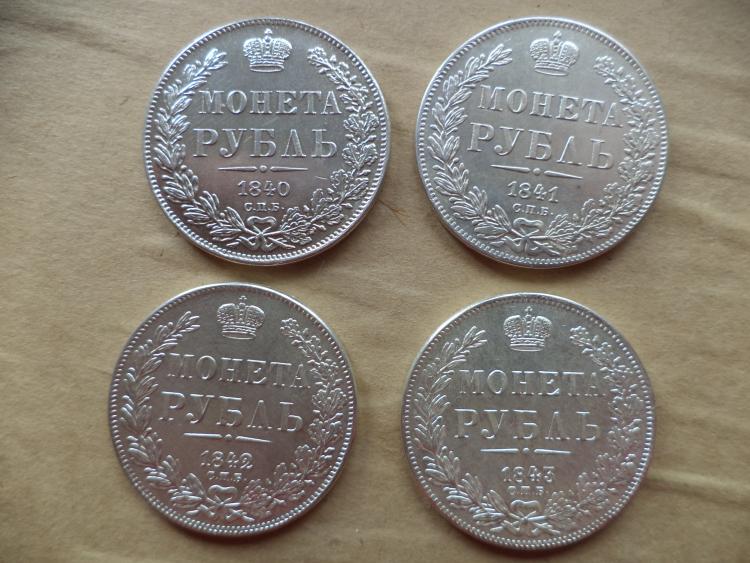 МОНЕТА
РУБЛЬ
1840
С.П.Б.
МОНЕТА
РУБЛЬ
1841
С.П.Б.
МОНЕТА
РУБЛЬ
1842
С.П.Б.
МОНЕТА
РУБЛЬ
1843
С.П.Б.